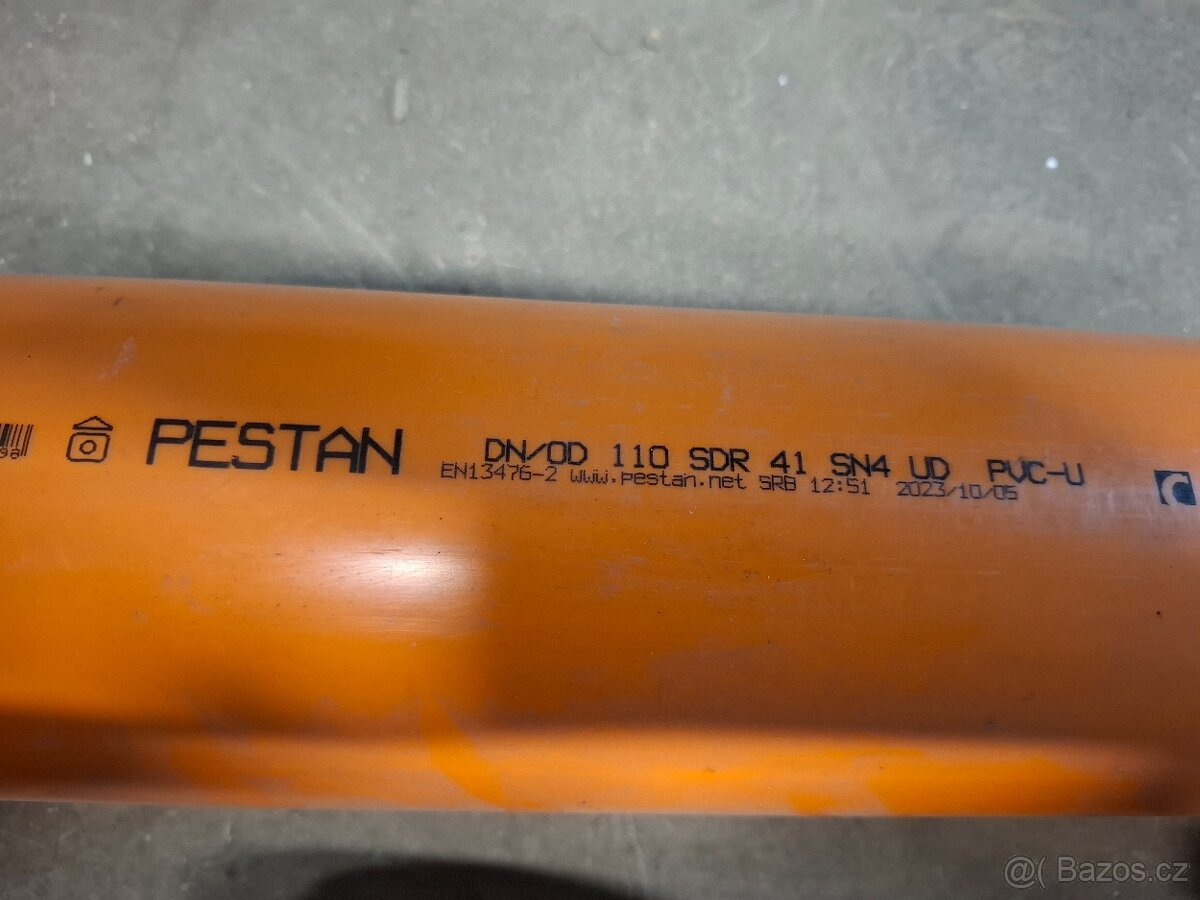 PESTAN
DN/OD 110 SDR 41 SN4 UD PVC-U
EN13476-2 www.pestan.net SRB 12:51 2023/10/05
@( Bazos.cz